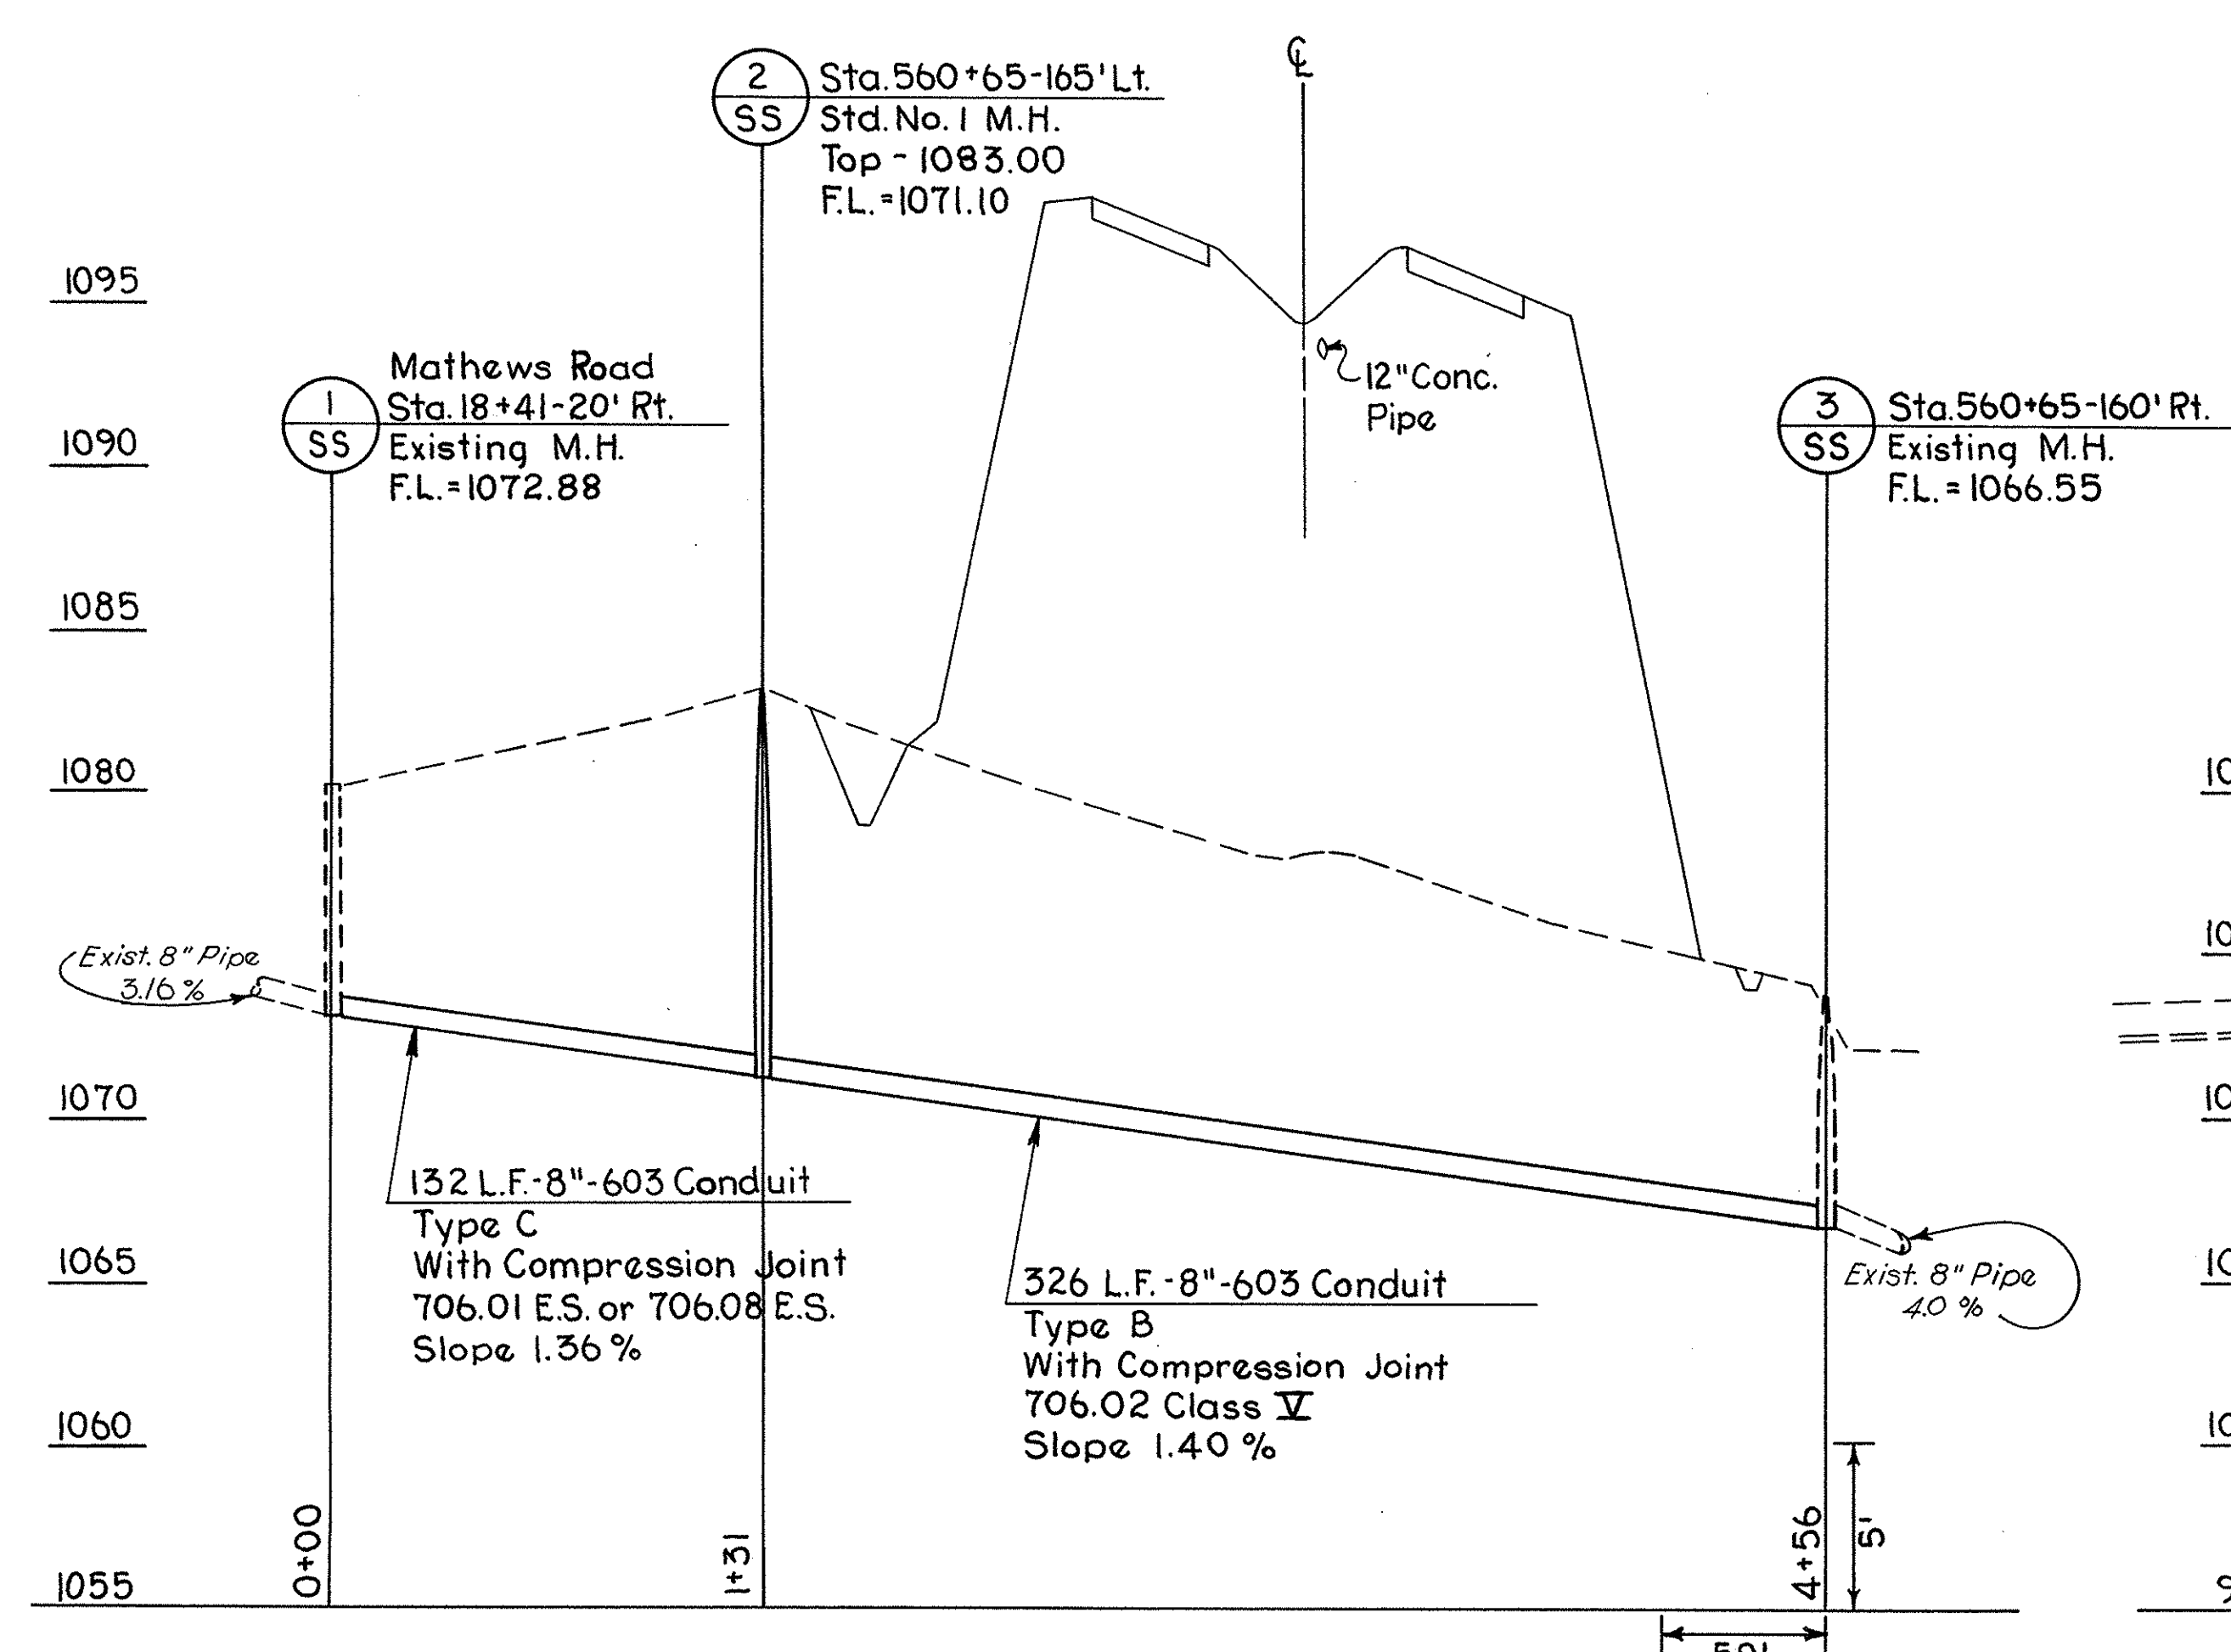 2
SS
Sta.560+65-165'Lt.
Std.No.1 M.H.
Top - 1083.00
F.L.=1071.10
℄
1095
1090
1085
1080
1070
1065
1060
1055
Mathews Road
1
SS
Sta.18+41-20' Rt.
Existing M.H.
F.L.=1072.88
12"Conc.
Pipe
3
SS
Sta.560+65-160' Rt.
Existing M.H.
F.L.=1066.55
Exist. 8" Pipe
3.16%
132 L.F.-8"-603 Conduit
Type C
With Compression Joint
706.01 E.S. or 706.08 E.S.
Slope 1.36%
326 L.F.-8"-603 Conduit
Type B
With Compression Joint
706.02 Class V
Slope 1.40%
Exist. 8" Pipe
4.0%
0+00
1+31
4+56
5'